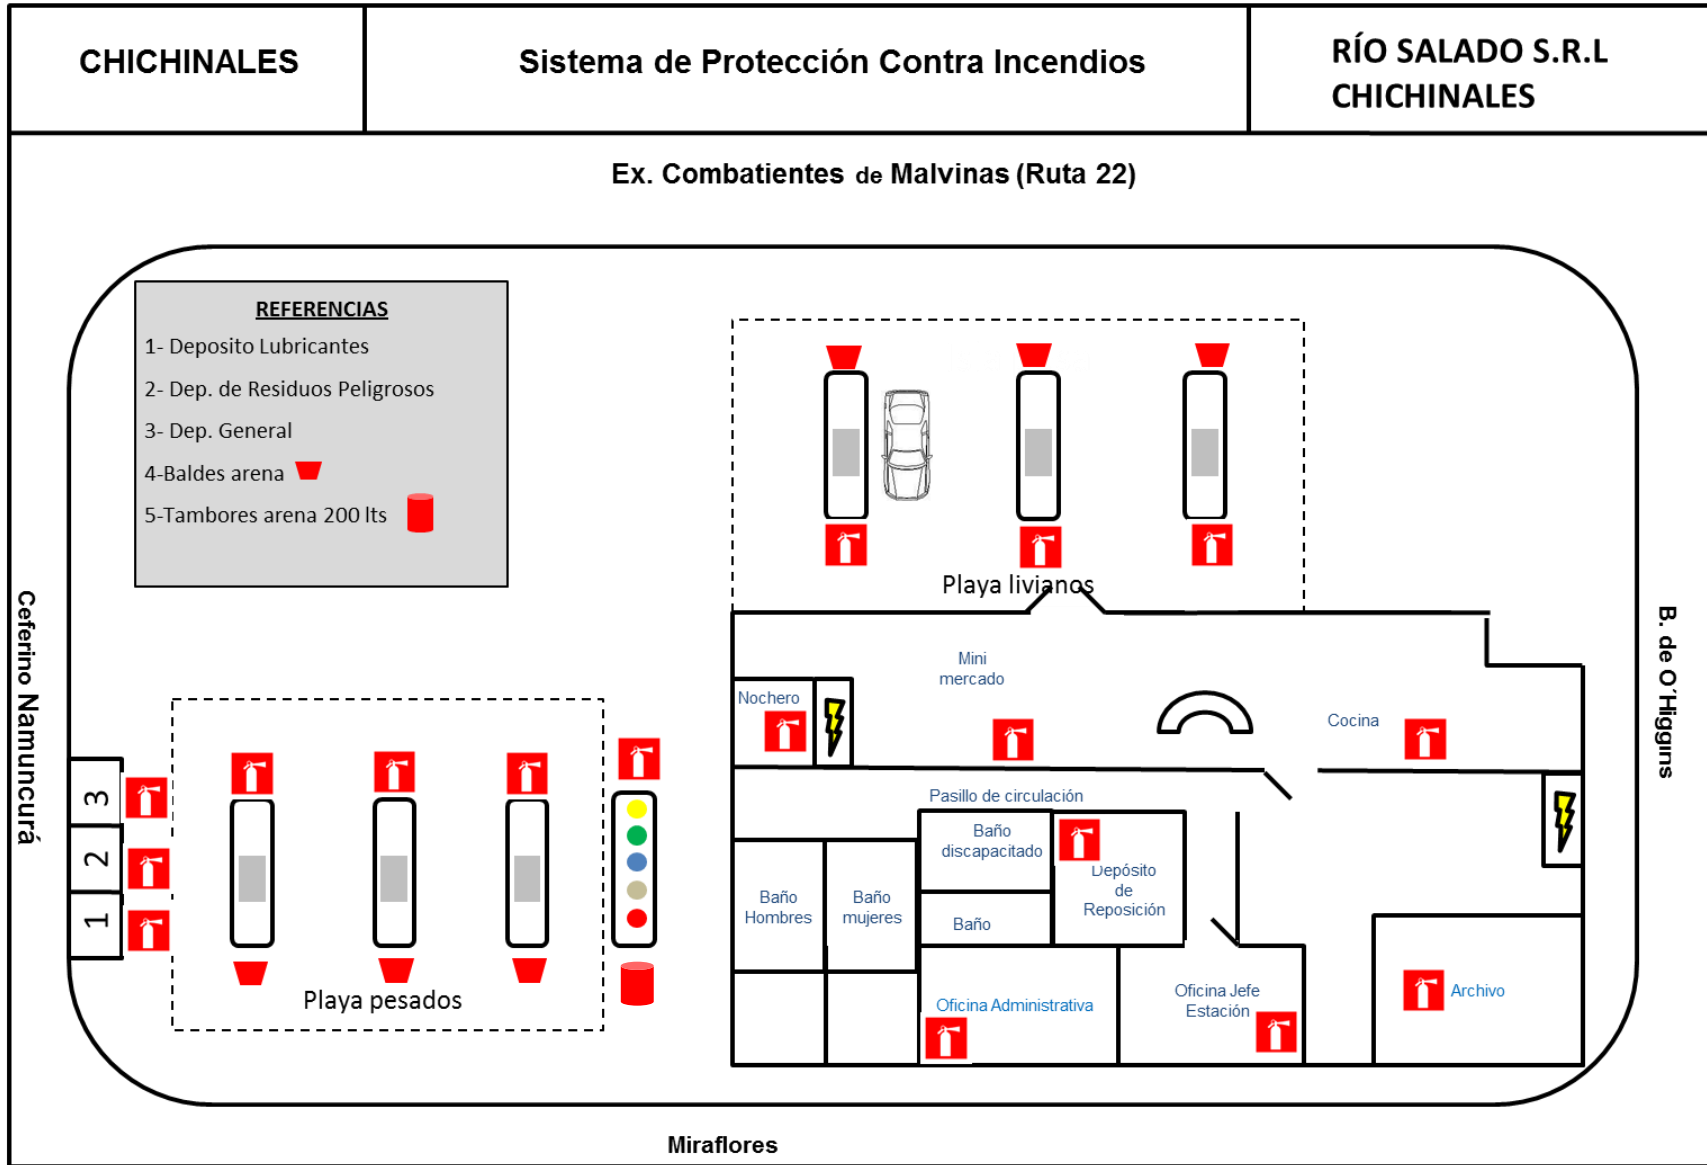 CHICHINALES
Sistema de Protección Contra Incendios
RÍO SALADO S.R.L
CHICHINALES
Ex. Combatientes de Malvinas (Ruta 22)
REFERENCIAS
1- Deposito Lubricantes
2- Dep. de Residuos Peligrosos
3- Dep. General
4-Baldes arena
5-Tambores arena 200 lts
Playa livianos
Ceferino Namuncurá
B. de O´Higgins
Mini
mercado
Nochero
Cocina
3
2
1
Pasillo de circulación
Baño
discapacitado
Depósito
de
Reposición
Baño
Hombres
Baño
mujeres
Baño
Playa pesados
Oficina Administrativa
Oficina Jefe
Estación
Archivo
Miraflores